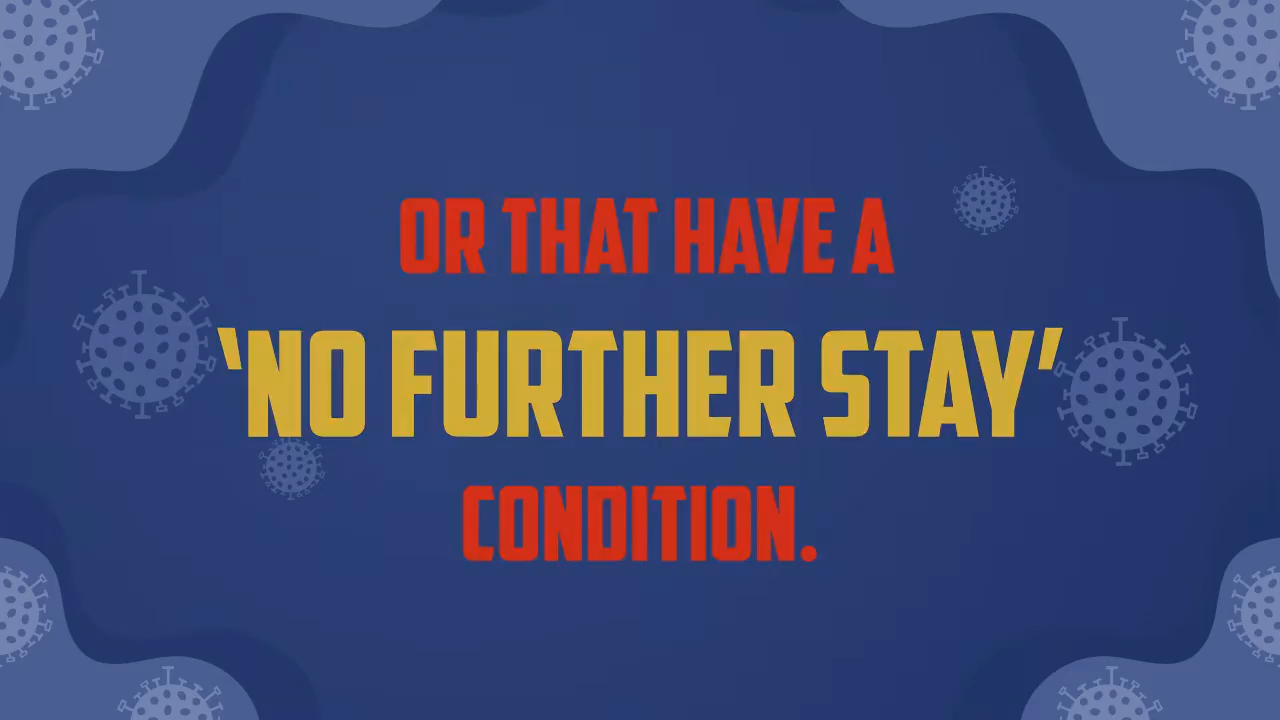 OR THAT HAVE A
'NO FURTHER STAY'
CONDITION.